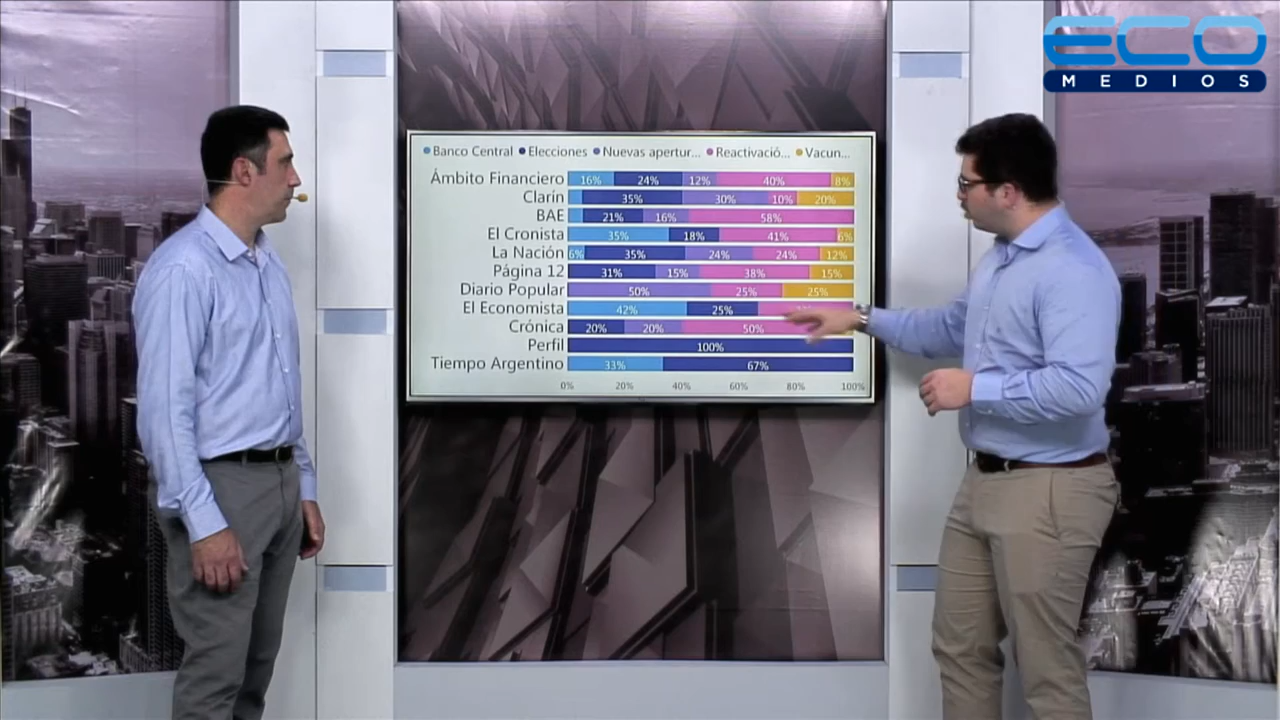 ECO
MEDIOS
Banco Central Elecciones Nuevas apertur... Reactivació... Vacun...
Ámbito Financiero 16% 24% 12% 40% 8%
Clarín 35% 30% 10% 20%
BAE 21% 16% 58%
El Cronista 35% 18% 41% 6%
La Nación 6% 35% 24% 24% 12%
Página 12 31% 15% 38% 15%
Diario Popular 50% 25% 25%
El Economista 42% 25%
Crónica 20% 20% 50%
Perfil 100%
Tiempo Argentino 33% 67%
0% 20% 40% 60% 80% 100%